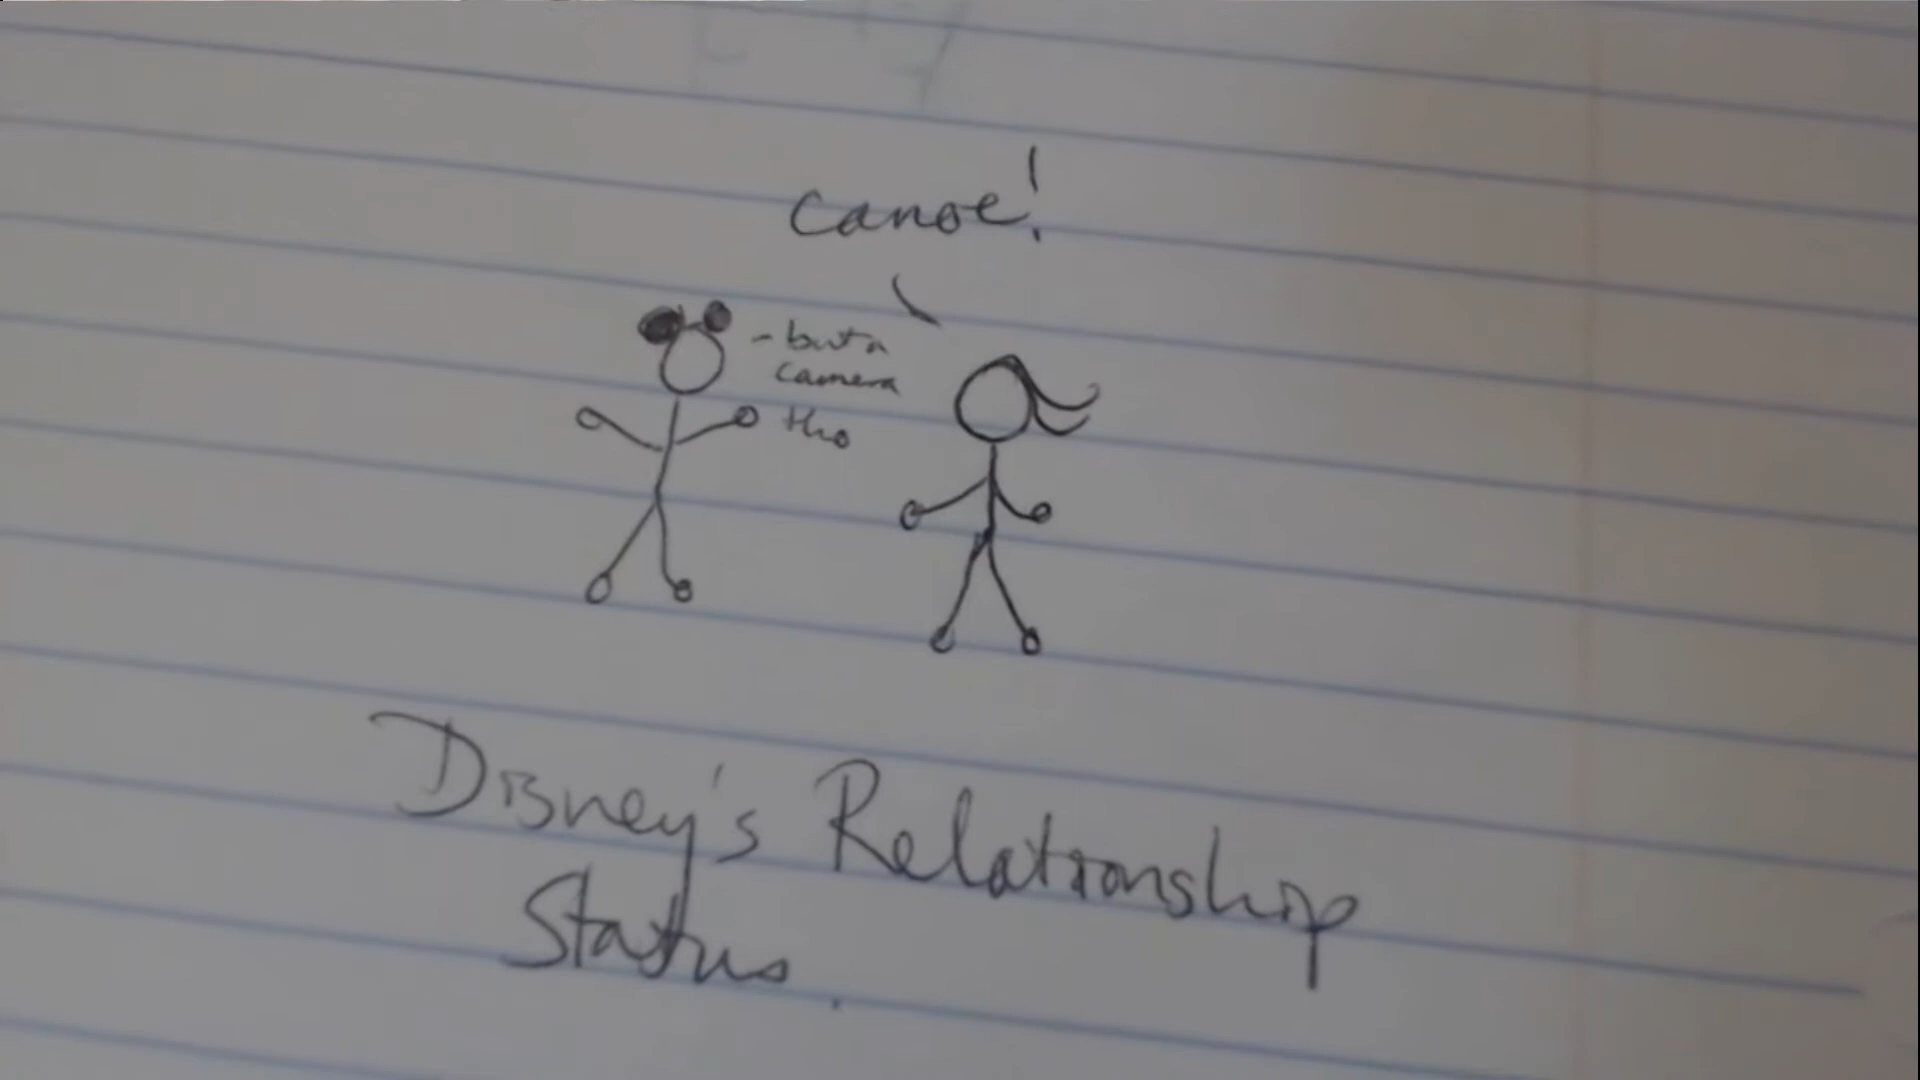 Canoe!
- but a
camera
tho
Disney's Relationship
Status.